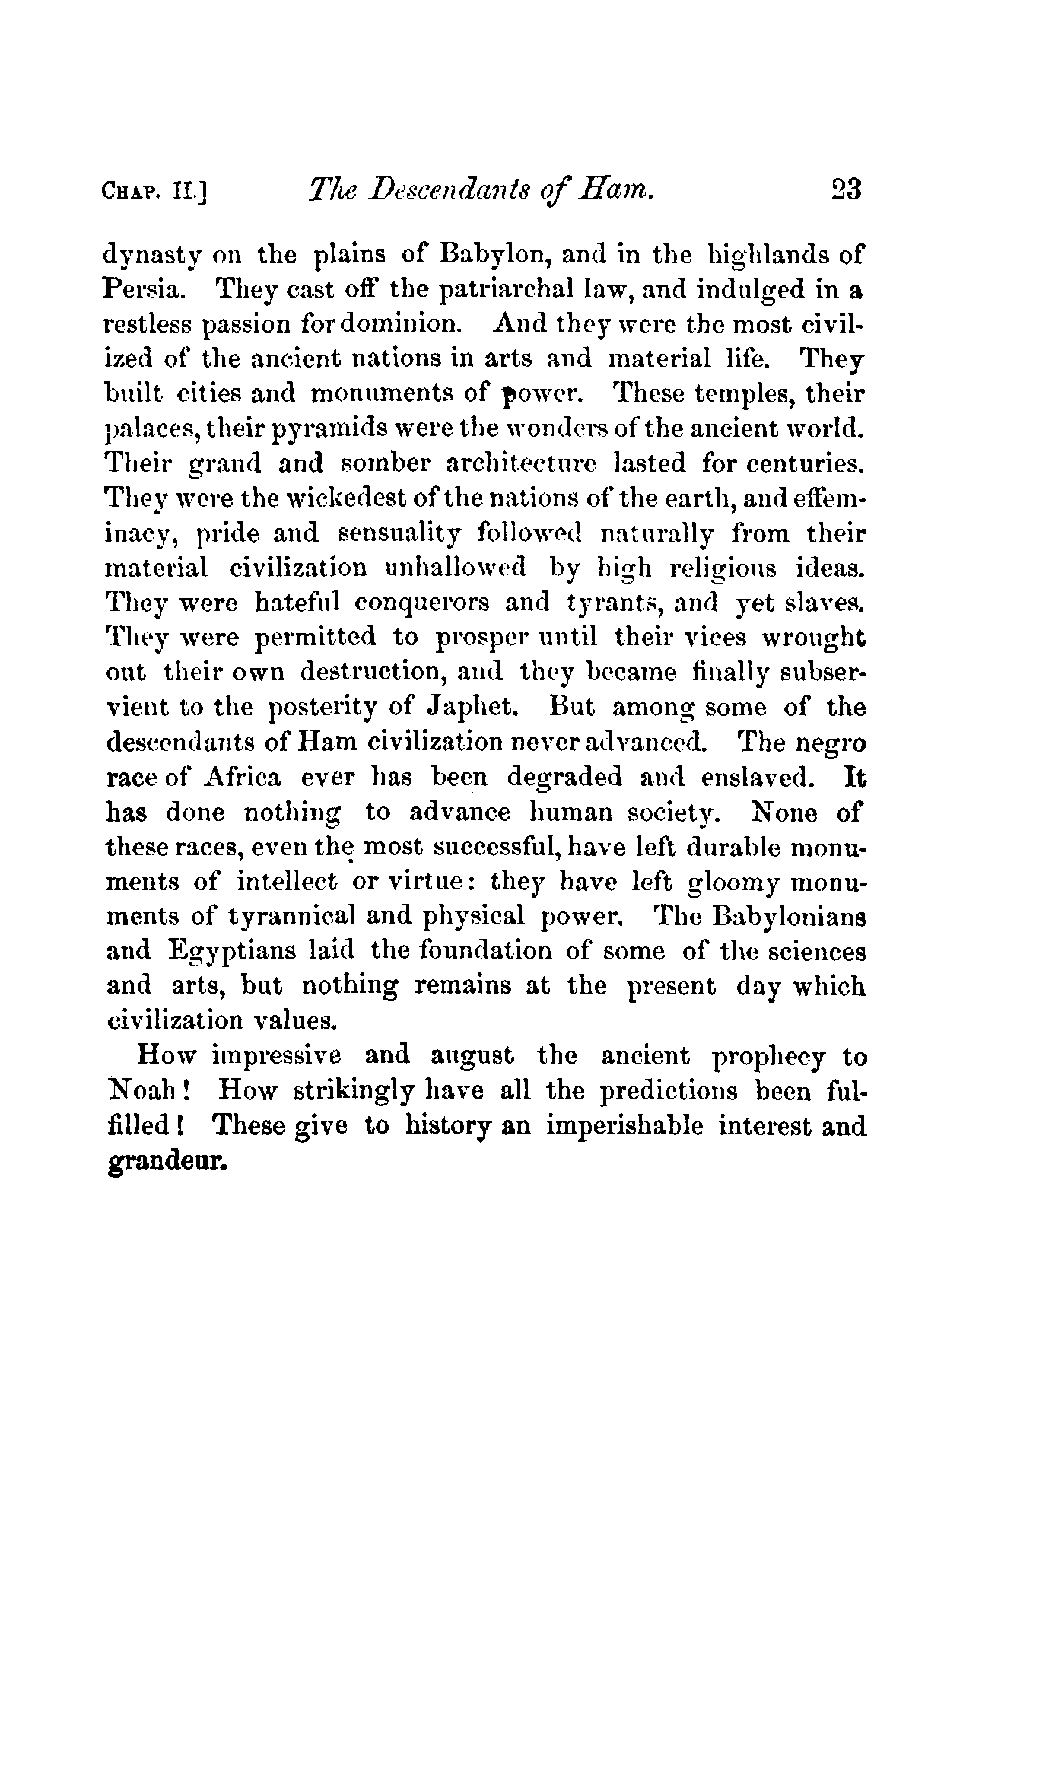 CHAP. II.] The Descendants of Ham. 23
dynasty on the plains of Babylon, and in the highlands of
Persia. They cast off the patriarchal law, and indulged in a
restless passion for dominion. And they were the most civil-
ized of the ancient nations in arts and material life. They
built cities and monuments of power. These temples, their
palaces, their pyramids were the wonders of the ancient world.
Their grand and somber architecture lasted for centuries.
They were the wickedest of the nations of the earth, and effem-
inacy, pride and sensuality followed naturally from their
material civilization unhallowed by high religious ideas.
They were hateful conquerors and tyrants, and yet slaves.
They were permitted to prosper until their vices wrought
out their own destruction, and they became finally subser-
vient to the posterity of Japhet. But among some of the
descendants of Ham civilization never advanced. The negro
race of Africa ever has been degraded and enslaved. It
has done nothing to advance human society. None of
these races, even the most successful, have left durable monu-
ments of intellect or virtue: they have left gloomy monu-
ments of tyrannical and physical power. The Babylonians
and Egyptians laid the foundation of some of the sciences
and arts, but nothing remains at the present day which
civilization values.
How impressive and august the ancient prophecy to
Noah! How strikingly have all the predictions been ful-
filled! These give to history an imperishable interest and
grandeur.